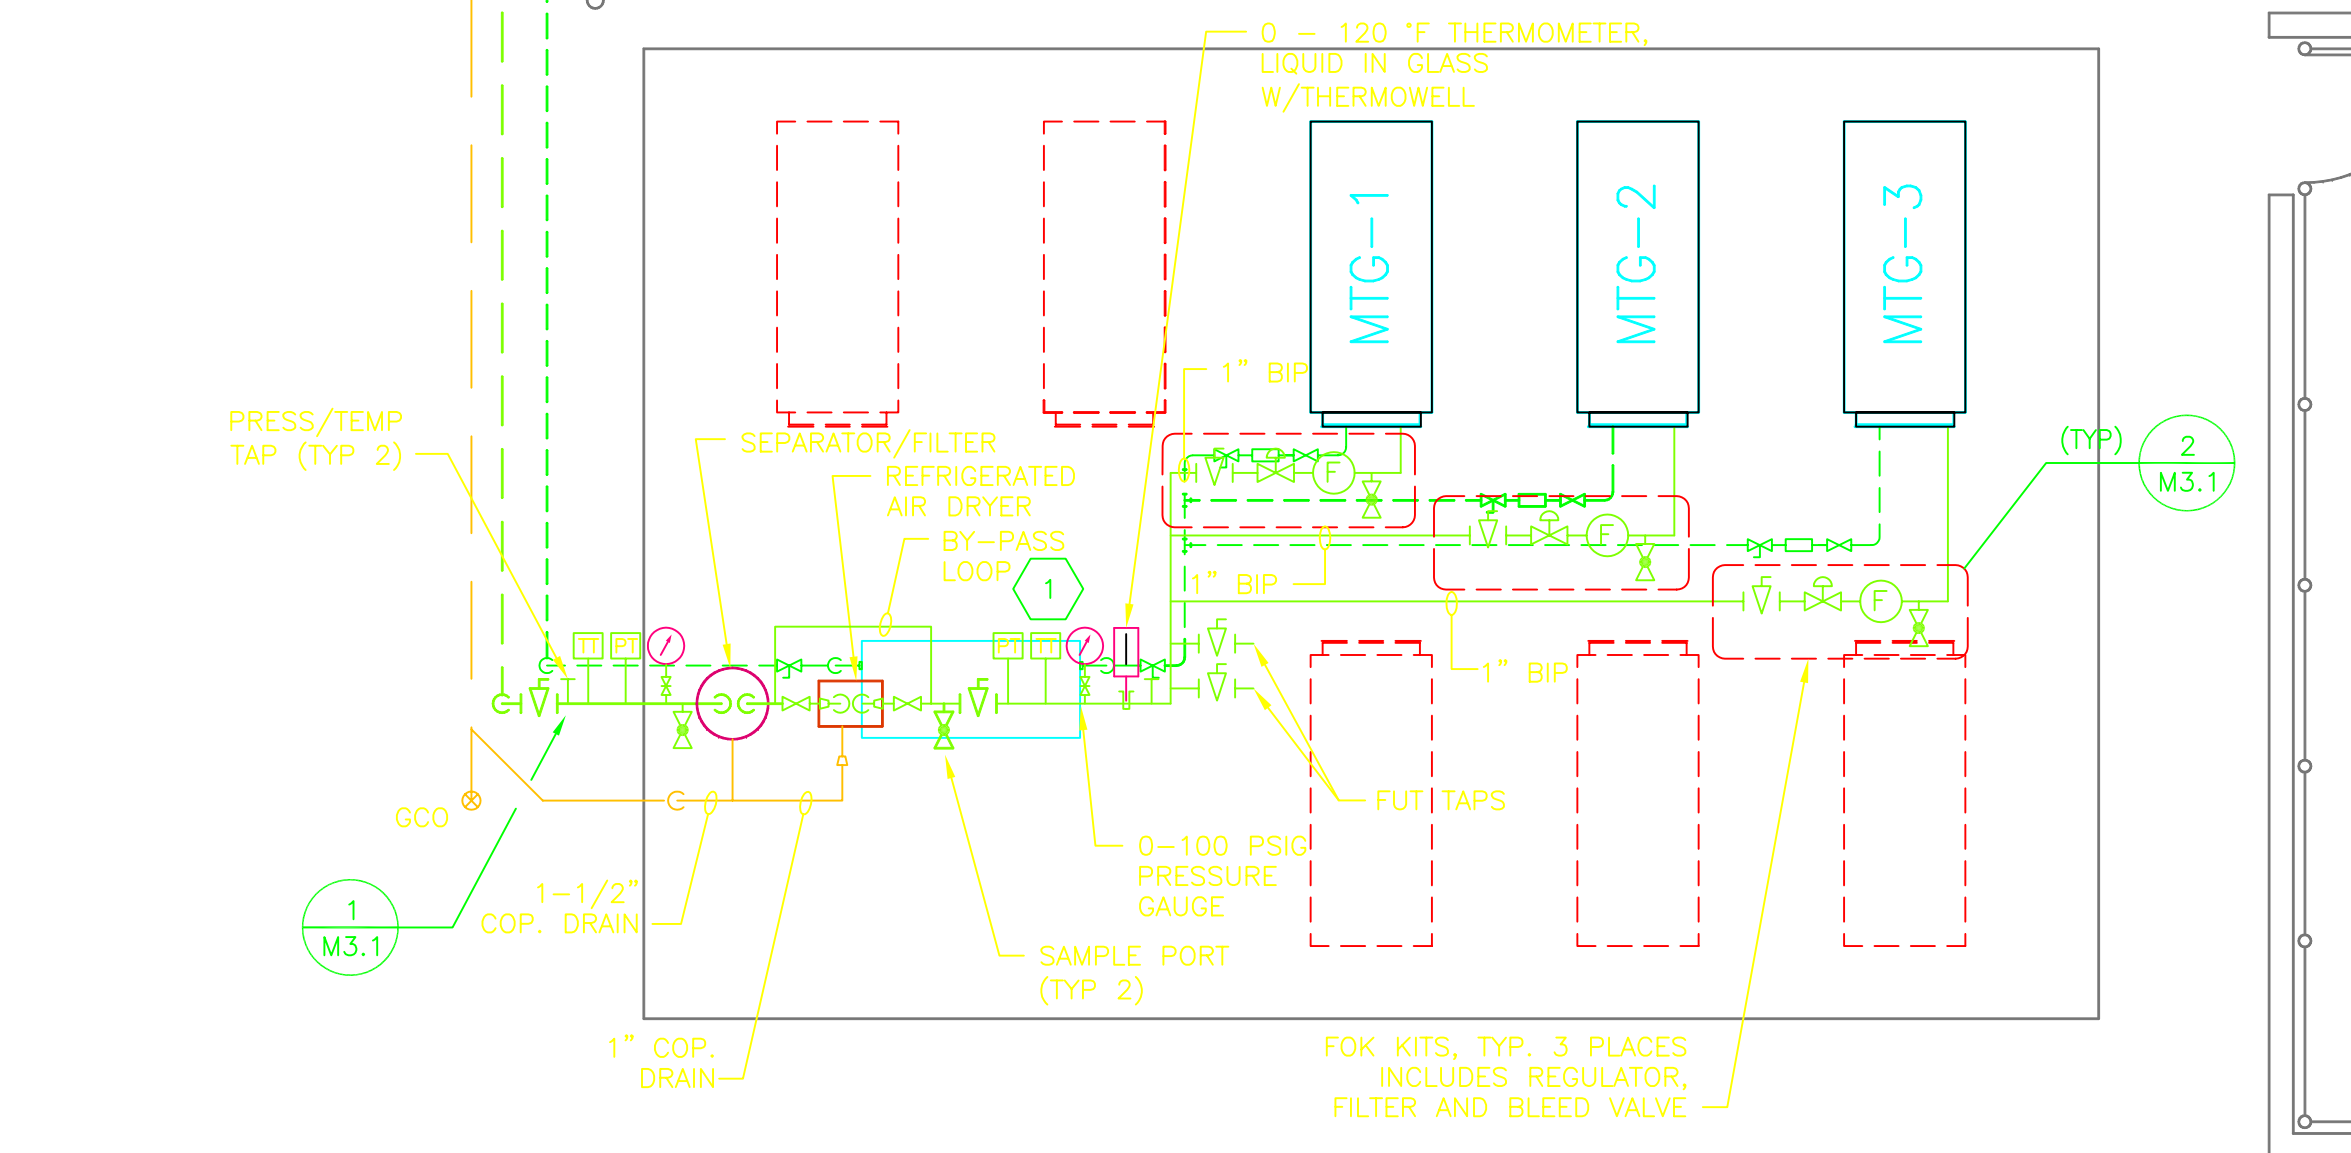 0 - 120 °F THERMOMETER,
LIQUID IN GLASS
W/THERMOWELL
MTG-1
MTG-2
MTG-3
1" BIP
PRESS/TEMP
TAP (TYP 2)
SEPARATOR/FILTER
REFRIGERATED
AIR DRYER
BY-PASS
LOOP
1
1" BIP
1" BIP
(TYP)
2
M3.1
F
F
F
TT
PT
PT
TT
FUT TAPS
GCO
0-100 PSIG
PRESSURE
GAUGE
1-1/2"
COP. DRAIN
1
M3.1
SAMPLE PORT
(TYP 2)
1" COP.
DRAIN
FOK KITS, TYP. 3 PLACES
INCLUDES REGULATOR,
FILTER AND BLEED VALVE